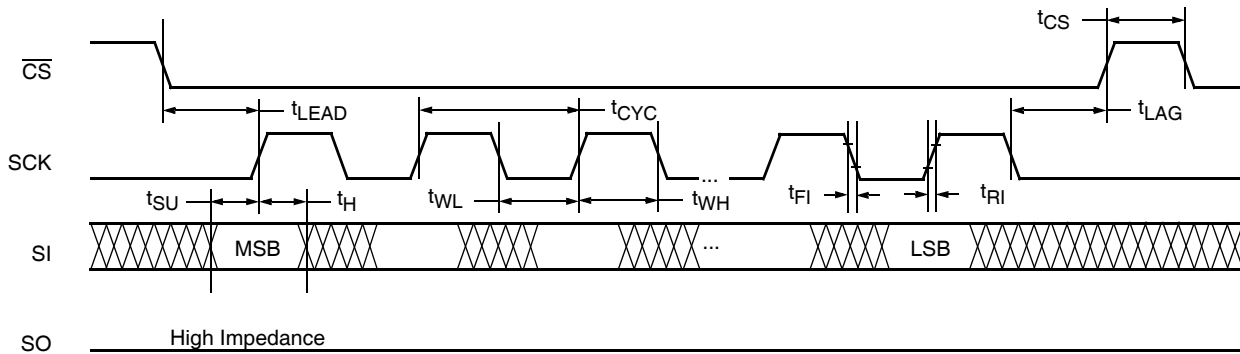 tCS
CS
tLEAD
tCYC
tLAG
SCK
...
tSU
tH
tWL
tWH
tFI
tRI
SI
MSB
...
LSB
SO
High Impedance